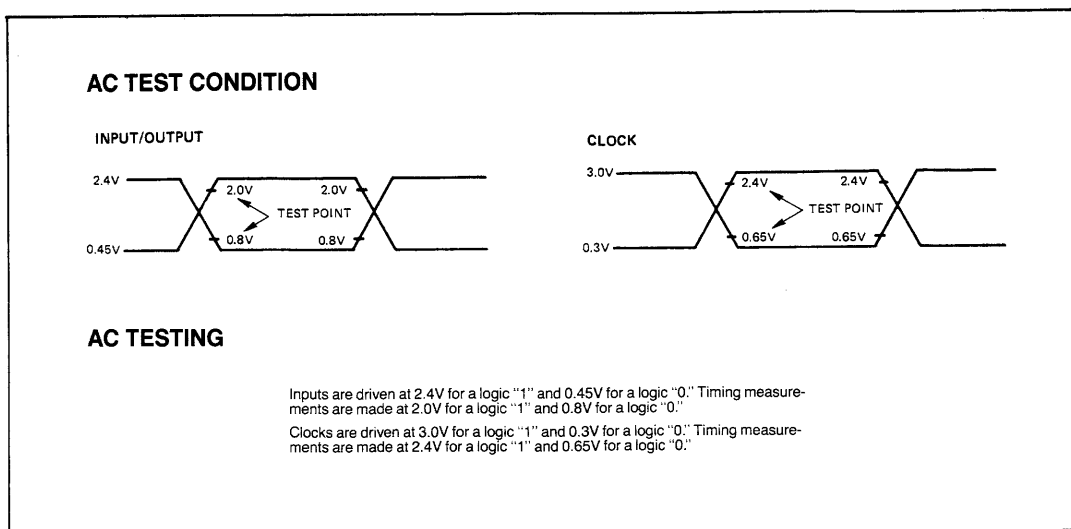 AC TEST CONDITION
INPUT/OUTPUT
2.4V
2.0V
2.0V
TEST POINT
0.8V
0.8V
0.45V
CLOCK
3.0V
2.4V
2.4V
TEST POINT
0.65V
0.65V
0.3V
AC TESTING
Inputs are driven at 2.4V for a logic “1” and 0.45V for a logic “0.” Timing measure-
ments are made at 2.0V for a logic “1” and 0.8V for a logic “0.”
Clocks are driven at 3.0V for a logic “1” and 0.3V for a logic “0.” Timing measure-
ments are made at 2.4V for a logic “1” and 0.65V for a logic “0.”